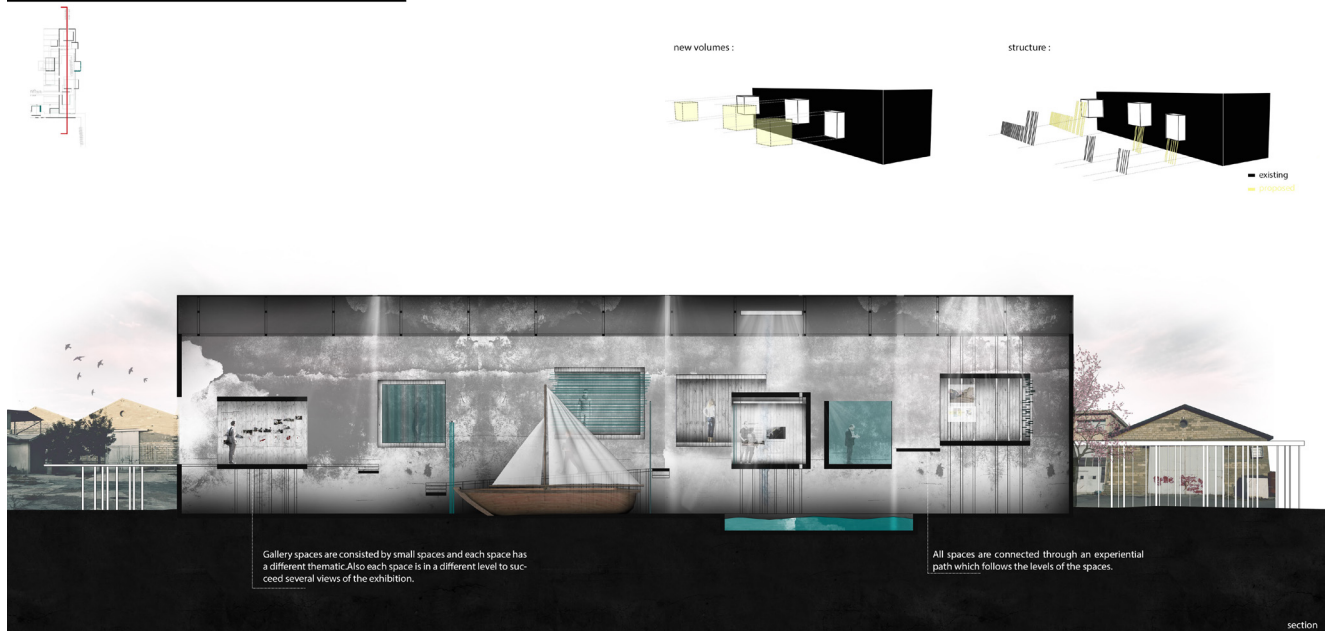 new volumes :
structure :
existing
proposed
Gallery spaces are consisted by small spaces and each space has
a different thematic.Also each space is in a different level to suc-
ceed several views of the exhibition.
All spaces are connected through an experiential
path which follows the levels of the spaces.
section